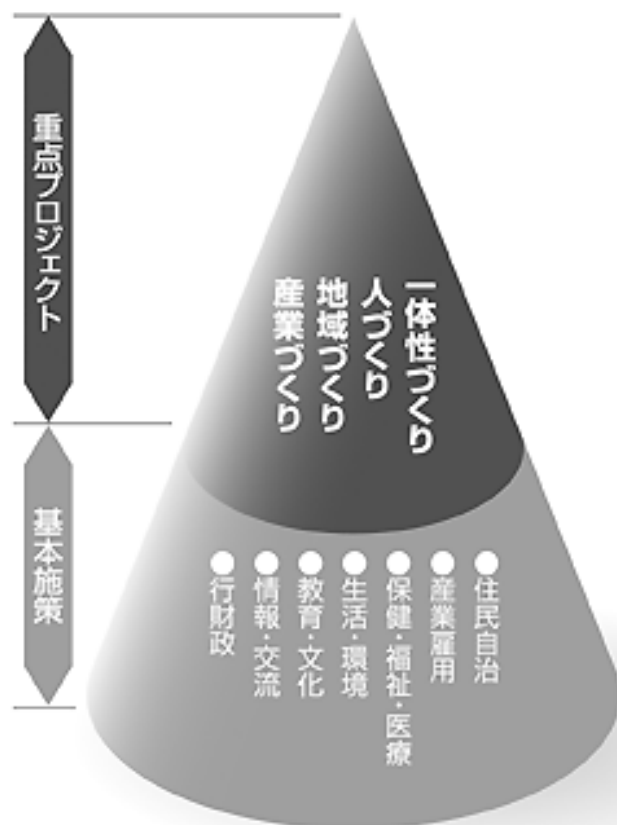 重点プロジェクト
一体性づくり
人づくり
地域づくり
産業づくり
基本施策
●住民自治
●産業雇用
●保健・福祉・医療
●生活・環境
●教育・文化
●情報・交流
●行財政